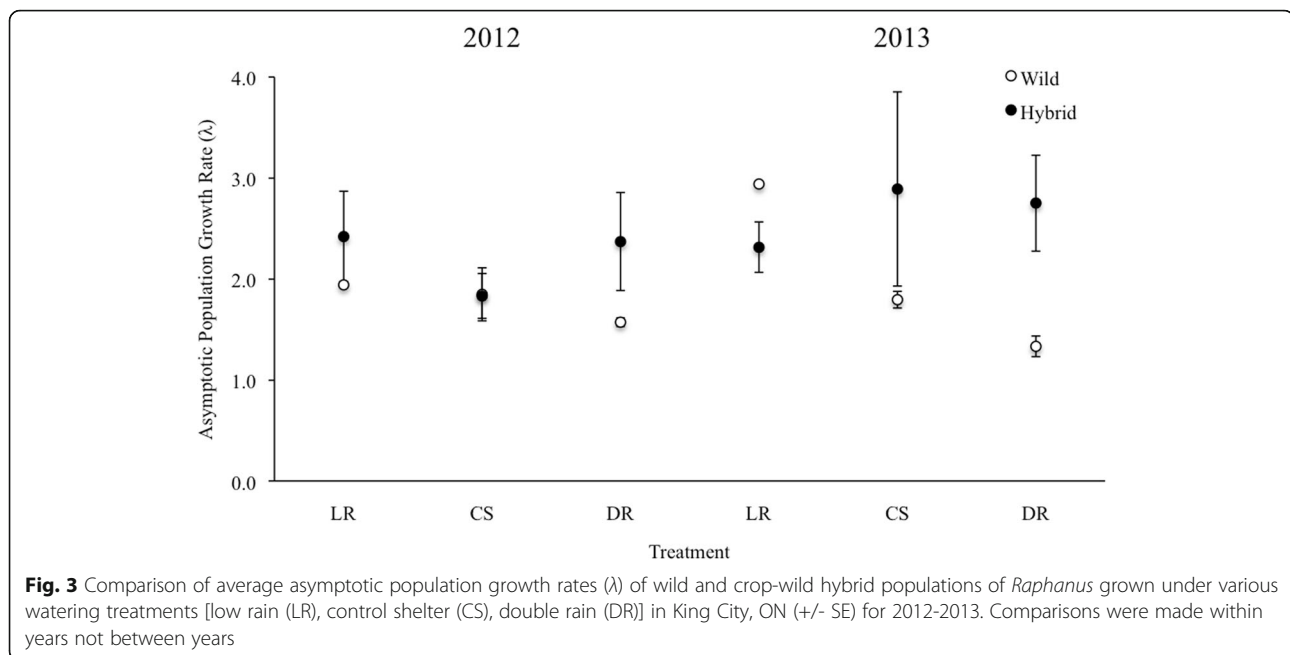 2012 2013
4.0
3.0
2.0
1.0
0.0
Asymptotic Population Growth Rate (λ)
Wild
Hybrid
LR CS DR LR CS DR
Treatment
Fig. 3 Comparison of average asymptotic population growth rates (λ) of wild and crop-wild hybrid populations of Raphanus grown under various
watering treatments [low rain (LR), control shelter (CS), double rain (DR)] in King City, ON (+/- SE) for 2012-2013. Comparisons were made within
years not between years